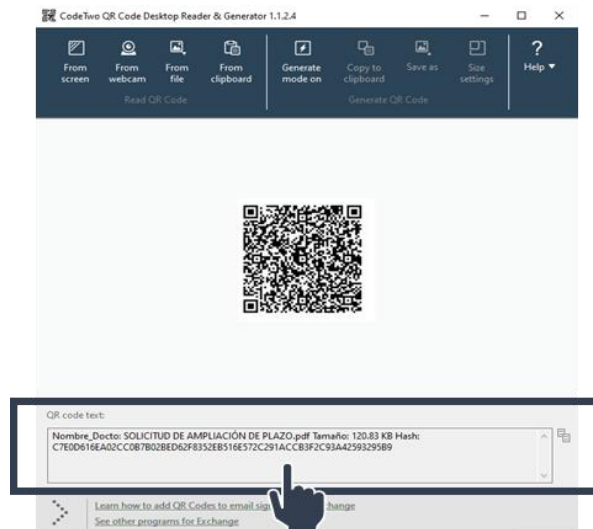 CodeTwo QR Code Desktop Reader & Generator 1.1.2.4
From screen
From webcam
From file
From clipboard
Generate mode on
Copy to clipboard
Save as
Size settings
Help
Read QR Code
Generate QR Code
QR code text:
Nombre_Docto: SOLICITUD DE AMPLIACIÓN DE PLAZO.pdf Tamaño: 120.83 KB Hash:
C7E0D616EA02CC0B7B02BED62F8352EB516E572C291ACCB3F2C93A42593295B9
Learn how to add QR Codes to email
See other programs for Exchange